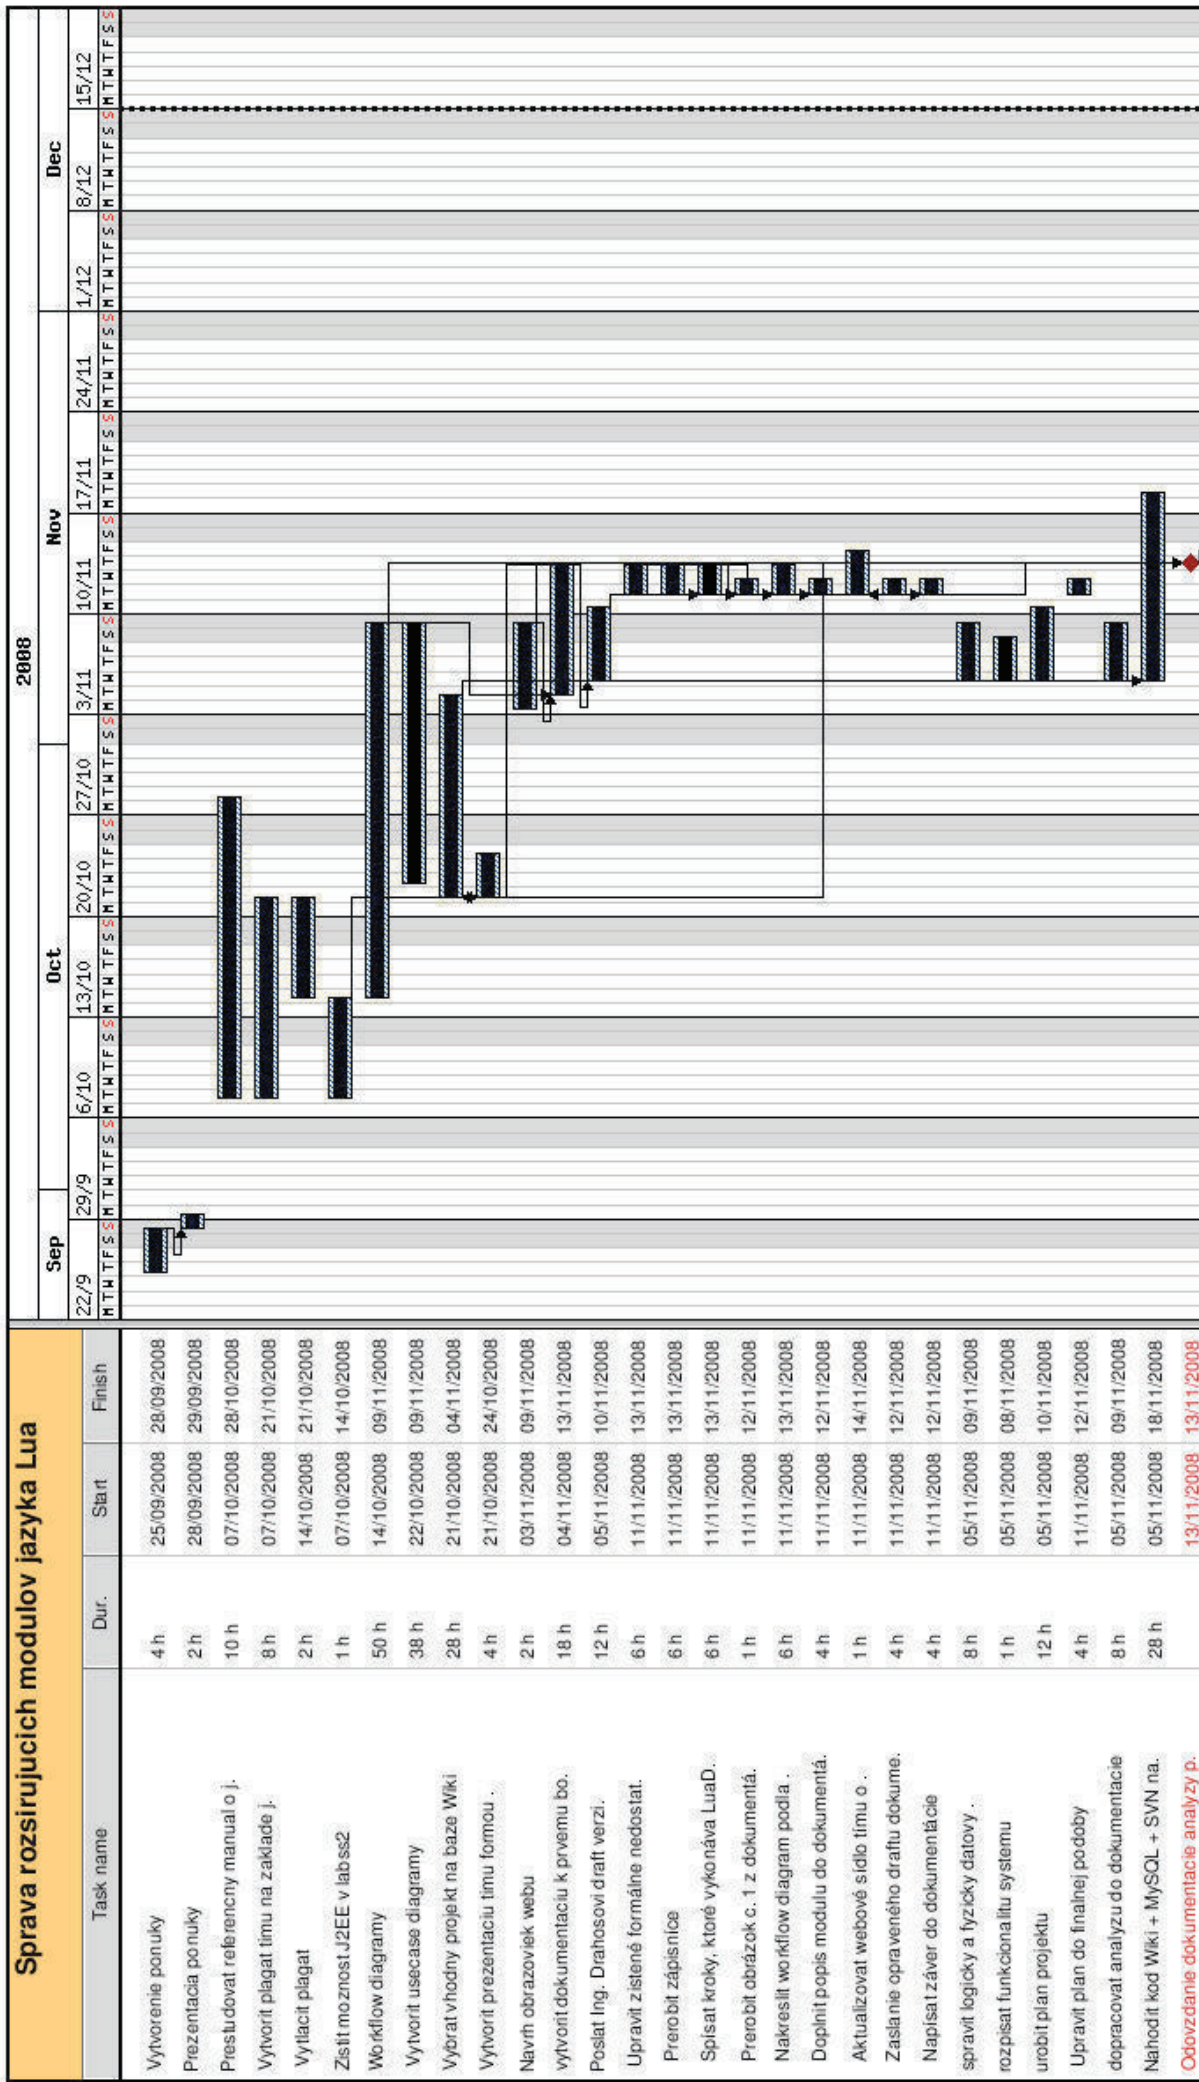 Sprava rozsirujucich modulov jazyka Lua
Task name Dur. Start Finish
2008
Sep Oct Nov Dec
22/9 29/9 6/10 13/10 20/10 27/10 3/11 10/11 17/11 24/11 1/12 8/12 15/12
M T W T F S S M T W T F S S M T W T F S S M T W T F S S M T W T F S S M T W T F S S M T W T F S S M T W T F S S M T W T F S S M T W T F S S M T W T F S S M T W T F S S M T W T F S S
Vytvorenie ponuky 4 h 25/09/2008 28/09/2008
Prezentacia ponuky 2 h 28/09/2008 29/09/2008
Prestudovat referencny manual o j. 10 h 07/10/2008 28/10/2008
Vytvorit plagat timu na zaklade j. 8 h 07/10/2008 21/10/2008
Vytlacit plagat 2 h 14/10/2008 21/10/2008
Zistit moznost J2EE v labss2 1 h 07/10/2008 14/10/2008
Workflow diagramy 50 h 14/10/2008 09/11/2008
Vytvorit usecase diagramy 38 h 22/10/2008 09/11/2008
Vybrat vhodny projekt na baze Wiki 28 h 21/10/2008 04/11/2008
Vytvorit prezentaciu timu formou . 4 h 21/10/2008 24/10/2008
Navrh obrazoviek webu 2 h 03/11/2008 09/11/2008
vytvorit dokumentaciu k prvemu bo. 18 h 04/11/2008 13/11/2008
Poslat Ing. Drahosovi draft verzi. 12 h 05/11/2008 10/11/2008
Upravit zistené formálne nedostat. 6 h 11/11/2008 13/11/2008
Prerobit zápisnice 6 h 11/11/2008 13/11/2008
Spísat kroky, ktoré vykonáva LuaD. 6 h 11/11/2008 13/11/2008
Prerobit obrázok c. 1 z dokumentá. 1 h 11/11/2008 12/11/2008
Nakreslit workflow diagram podla . 6 h 11/11/2008 13/11/2008
Doplnit popis modulu do dokumentá. 4 h 11/11/2008 12/11/2008
Aktualizovat webové sídlo tímu o . 1 h 11/11/2008 14/11/2008
Zaslanie opraveného draftu dokume. 4 h 11/11/2008 12/11/2008
Napísat záver do dokumentácie 4 h 11/11/2008 12/11/2008
spravit logicky a fyzicky datovy . 8 h 05/11/2008 09/11/2008
rozpisat funkcionalitu systemu 1 h 05/11/2008 08/11/2008
urobit plan projektu 12 h 05/11/2008 10/11/2008
Upravit plan do finalnej podoby 4 h 11/11/2008 12/11/2008
dopracovat analyzu do dokumentacie 8 h 05/11/2008 09/11/2008
Nahodit kod Wiki + MySQL + SVN na. 28 h 05/11/2008 18/11/2008
Odovzdanie dokumentacie analyzy p. 13/11/2008 13/11/2008